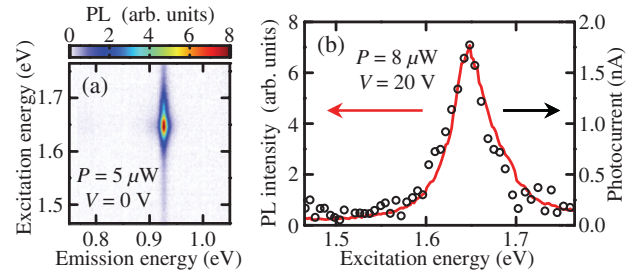 PL (arb. units)
0 2 4 6 8
(a)
Excitation energy (eV)
1.7
1.6
1.5
P = 5 μW
V = 0 V
0.8 0.9 1.0
Emission energy (eV)
(b)
P = 8 μW
V = 20 V
PL intensity (arb. units)
8
6
4
2
0
2.0
1.5
1.0
0.5
0.0
Photocurrent (nA)
1.5 1.6 1.7
Excitation energy (eV)